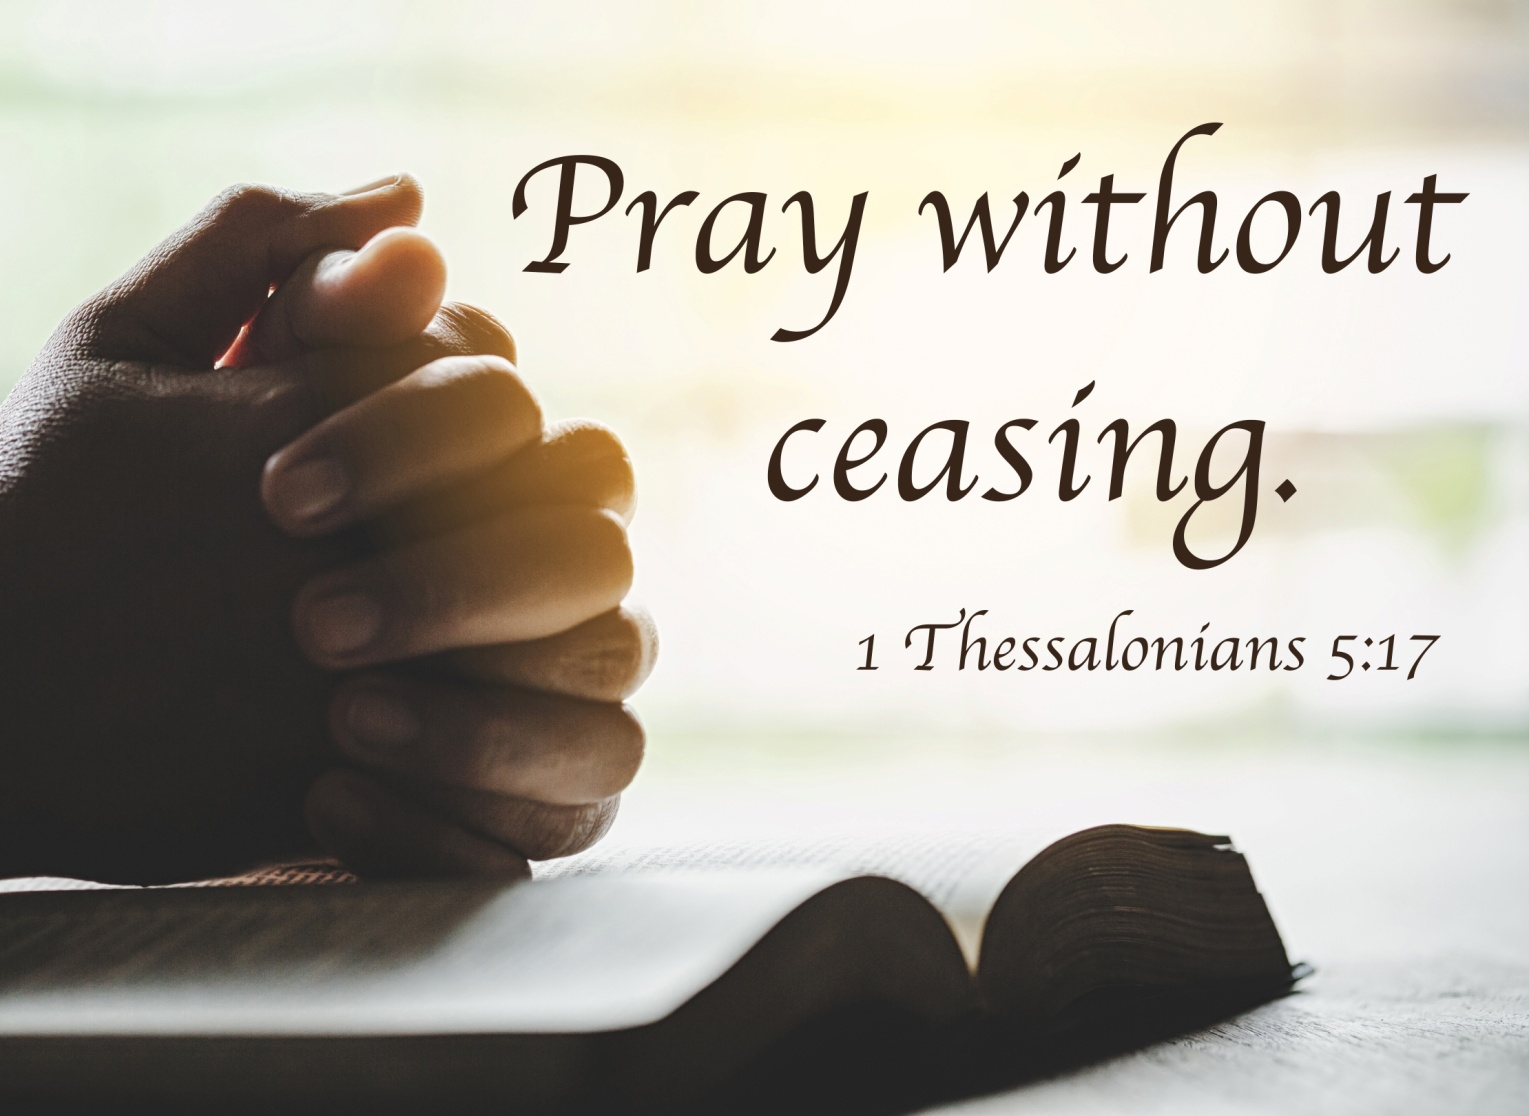 Pray without
ceasing.
1 Thessalonians 5:17